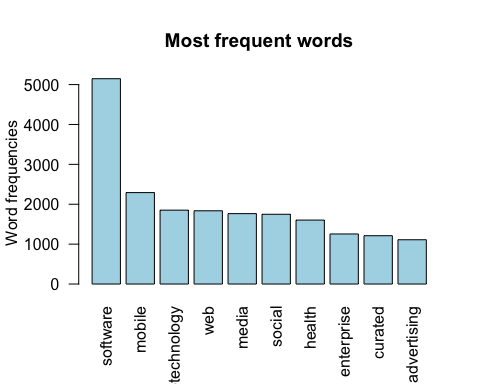 Most frequent words
Word frequencies
5000
4000
3000
2000
1000
0
software
mobile
technology
web
media
social
health
enterprise
curated
advertising